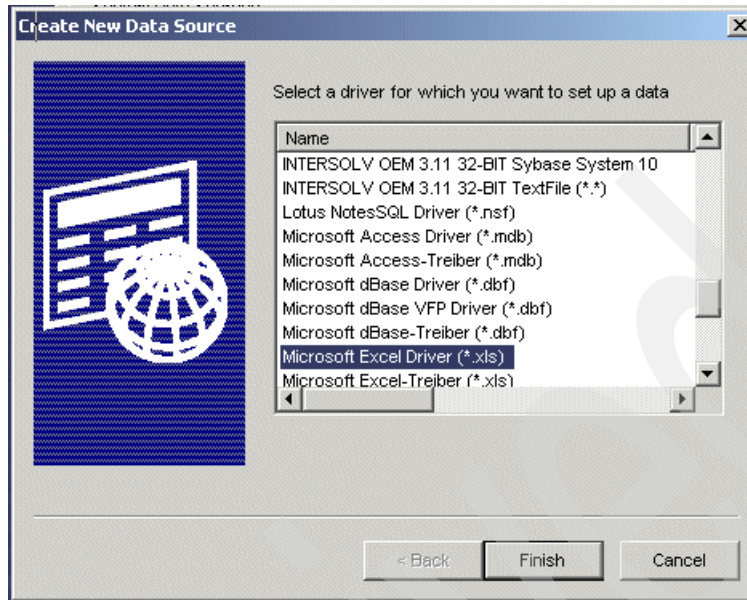 Create New Data Source
Select a driver for which you want to set up a data
Name
INTERSOLV OEM 3.11 32-BIT Sybase System 10
INTERSOLV OEM 3.11 32-BIT TextFile (*.*)
Lotus NotesSQL Driver (*.nsf)
Microsoft Access Driver (*.mdb)
Microsoft Access-Treiber (*.mdb)
Microsoft dBase Driver (*.dbf)
Microsoft dBase VFP Driver (*.dbf)
Microsoft dBase-Treiber (*.dbf)
Microsoft Excel Driver (*.xls)
Microsoft Excel-Treiber (*.xls)
< Back Finish Cancel